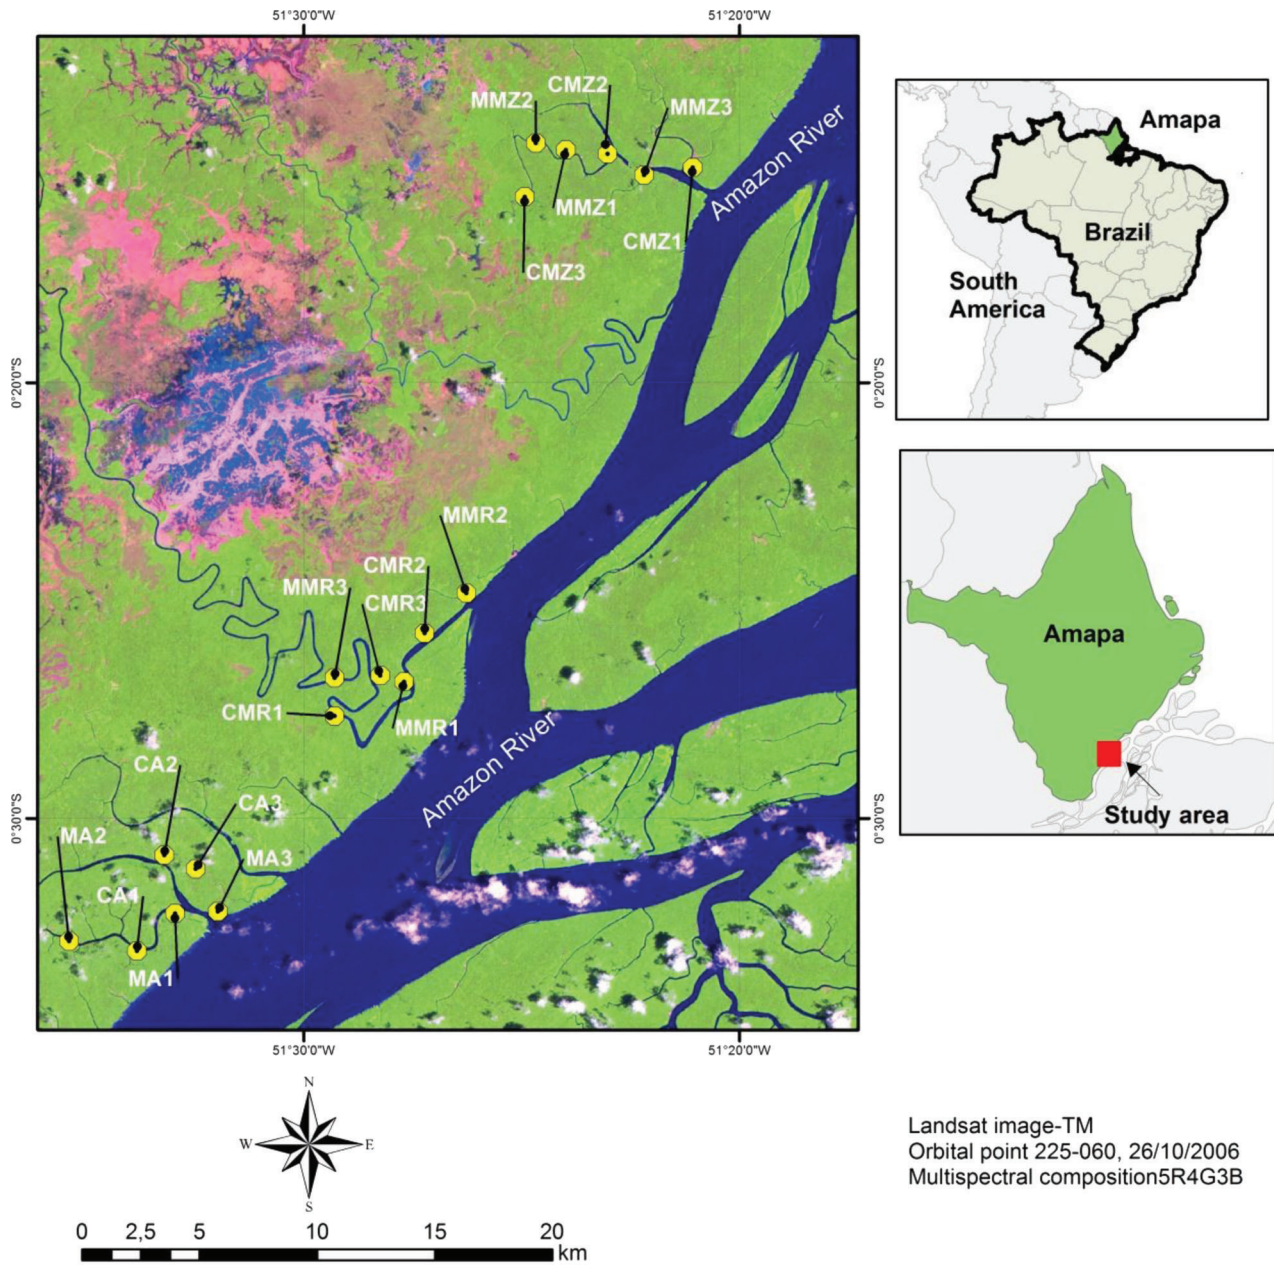 51°30'0"W
51°20'0"W
CMZ2
MMZ2
MMZ3
Amazon River
MMZ1
CMZ1
CMZ3
0°20'0"S
0°20'0"S
MMR2
CMR2
MMR3
CMR3
CMR1
MMR1
Amazon River
CA2
CA3
MA2
MA3
CA1
MA1
0°30'0"S
0°30'0"S
51°30'0"W
51°20'0"W
Amapa
Brazil
South
America
Amapa
Study area
N
W
E
S
0 2,5 5 10 15 20
km
Landsat image-TM
Orbital point 225-060, 26/10/2006
Multispectral composition5R4G3B